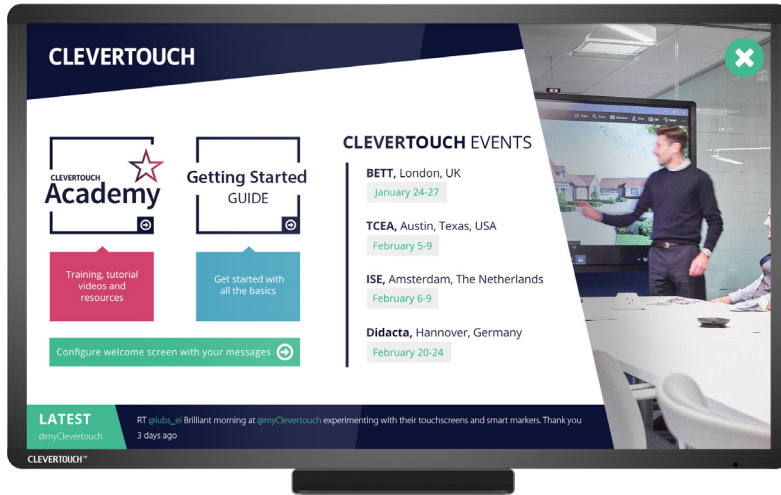 CLEVERTOUCH
CLEVERTOUCH
Academy
Getting Started
GUIDE
Training, tutorial
videos and
resources
Get started with
all the basics
Configure welcome screen with your messages
CLEVERTOUCH EVENTS
BETT, London, UK
January 24-27
TCEA, Austin, Texas, USA
February 5-9
ISE, Amsterdam, The Netherlands
February 6-9
Didacta, Hannover, Germany
February 20-24
LATEST
@myClevertouch
RT @lubs_ei Brilliant morning at @myClevertouch experimenting with their touchscreens and smart markers. Thank you
3 days ago
CLEVERTOUCH™